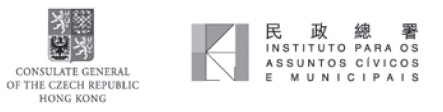 CONSULATE GENERAL
OF THE CZECH REPUBLIC
HONG KONG
民政總署
INSTITUTO PARA OS
ASSUNTOS CÍVICOS
E MUNICIPAIS